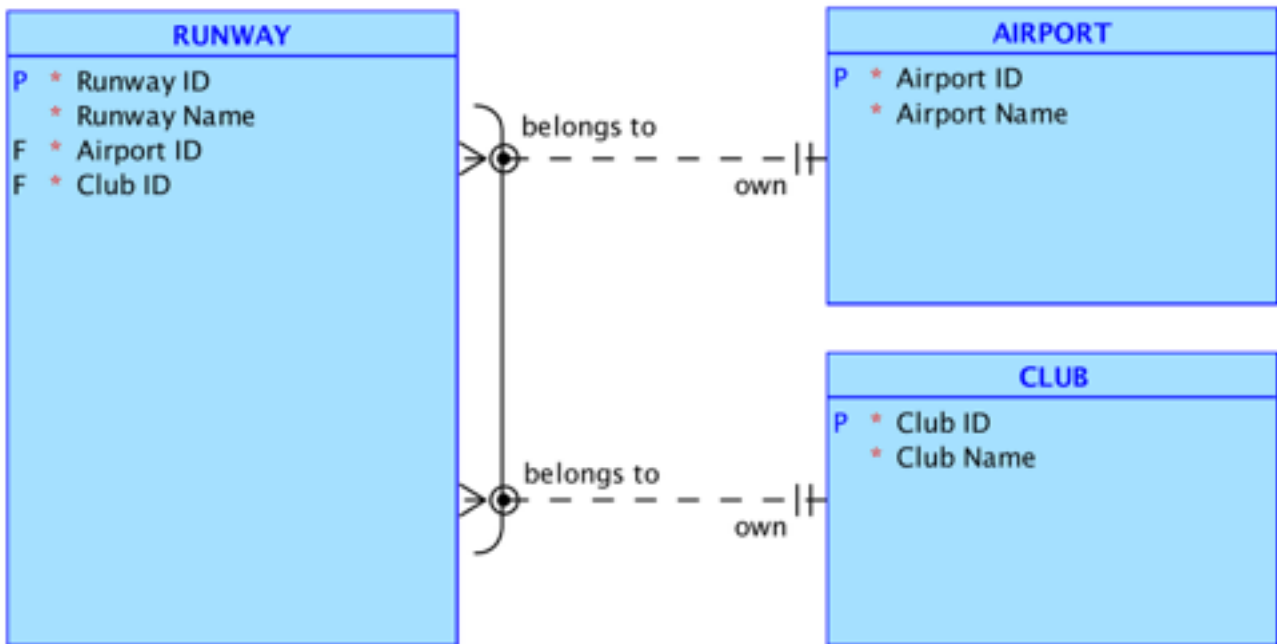 RUNWAY
P * Runway ID
* Runway Name
F * Airport ID
F * Club ID
belongs to
own
AIRPORT
P * Airport ID
* Airport Name
belongs to
own
CLUB
P * Club ID
* Club Name